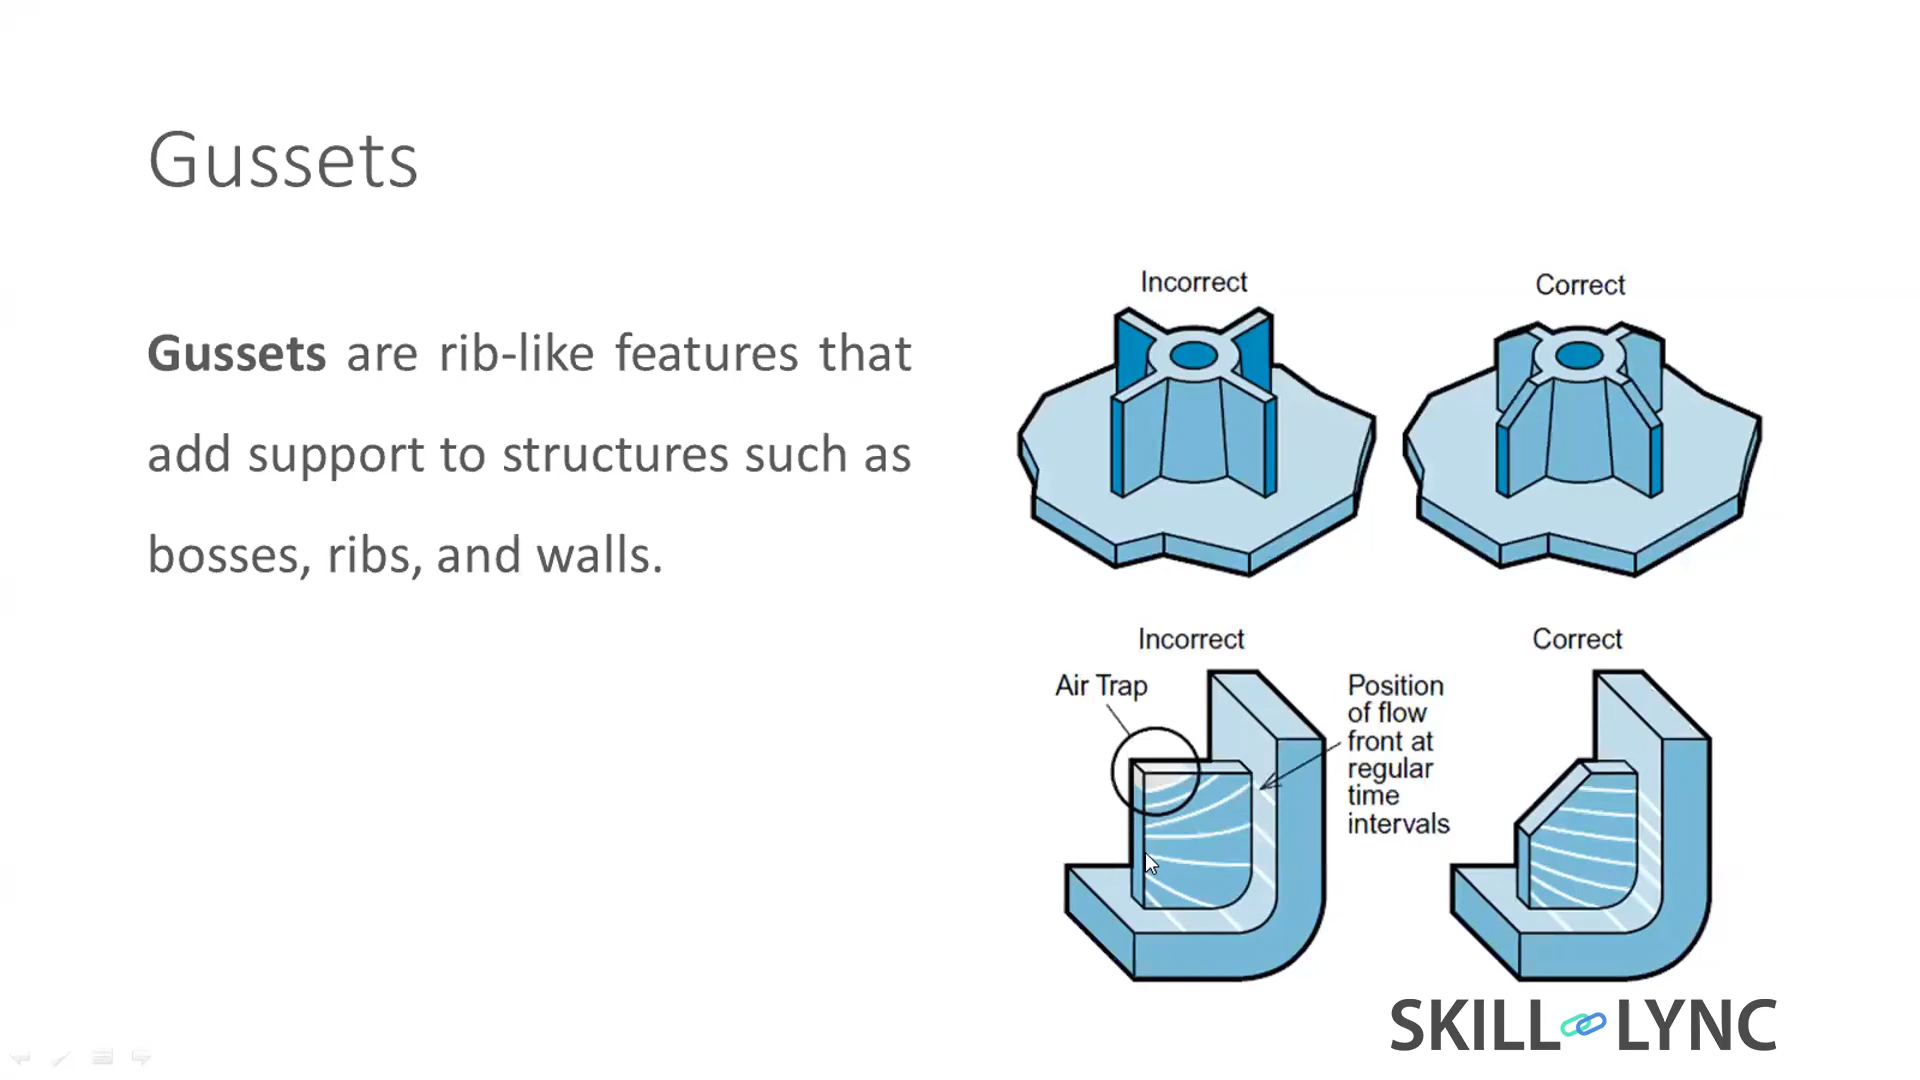 Gussets
Gussets are rib-like features that
add support to structures such as
bosses, ribs, and walls.
Incorrect
Correct
Incorrect
Correct
Air Trap
Position
of flow
front at
regular
time
intervals
SKILL LYNC